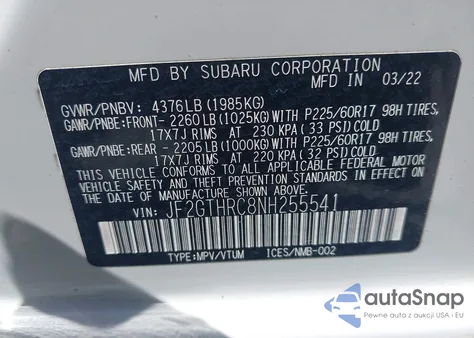 MFD BY SUBARU CORPORATION
MFD IN 03/22
GVWR/PNBV: 4376LB(1985KG)
GAWR/PNBE:FRONT- 2260LB(1025KG)WITH P225/60R17 98H TIRES,
17X7J RIMS AT 230 KPA(33 PSI)COLD
GAWR/PNBE:REAR - 2205LB(1000KG)WITH P225/60R17 98H TIRES,
17X7J RIMS AT 220 KPA(32 PSI)COLD
THIS VEHICLE CONFORMS TO ALL APPLICABLE FEDERAL MOTOR
VEHICLE SAFETY, BUMPER, AND THEFT PREVENTION STANDARDS IN EFFECT ON
THE DATE OF MANUFACTURE SHOWN ABOVE.
VIN: JF2GTHRC8NH255541
TYPE:MPV/VTUM ICES/NMB-002
autoSnap
Pewne auta z USA i Kanady